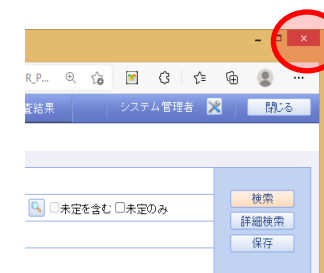 R_P...
査結果 システム管理者 閉じる
検索
未定を含む 未定のみ
詳細検索
保存